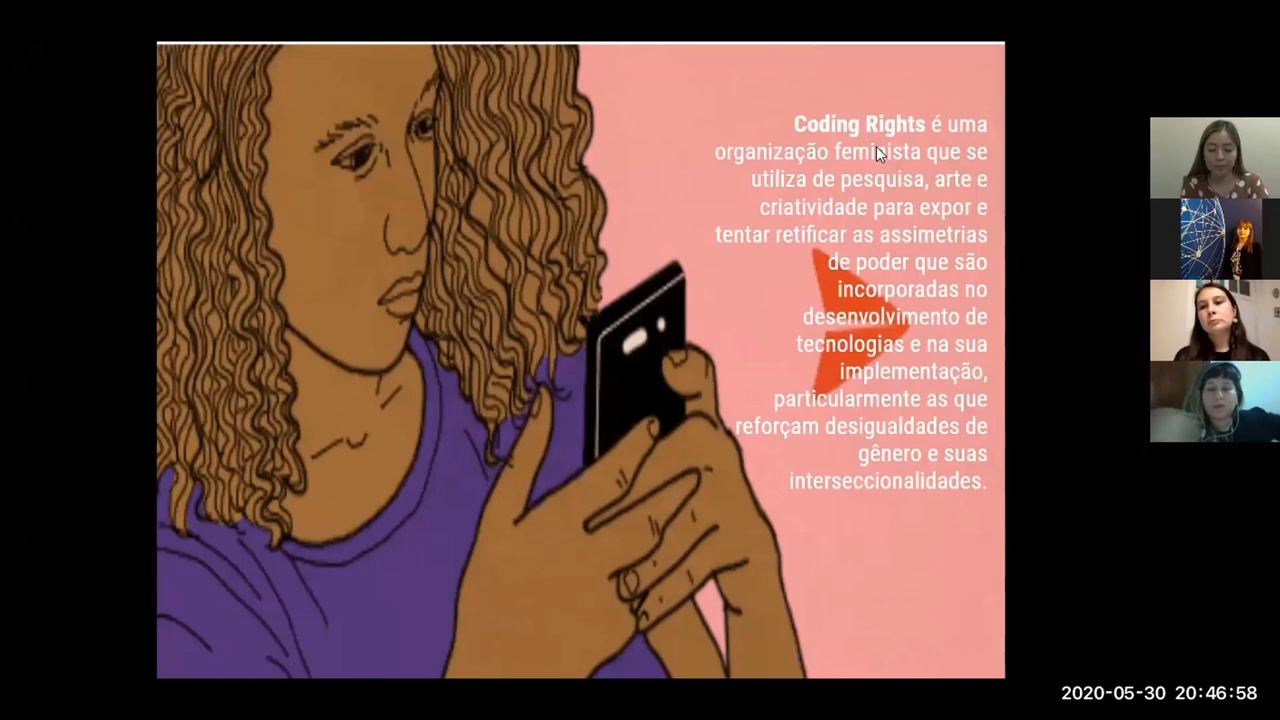 Coding Rights é uma
organização feminista que se
utiliza de pesquisa, arte e
criatividade para expor e
tentar retificar as assimetrias
de poder que são
incorporadas no
desenvolvimento de
tecnologias e na sua
implementação,
particularmente as que
reforçam desigualdades de
gênero e suas
interseccionalidades.
2020-05-30 20:46:58